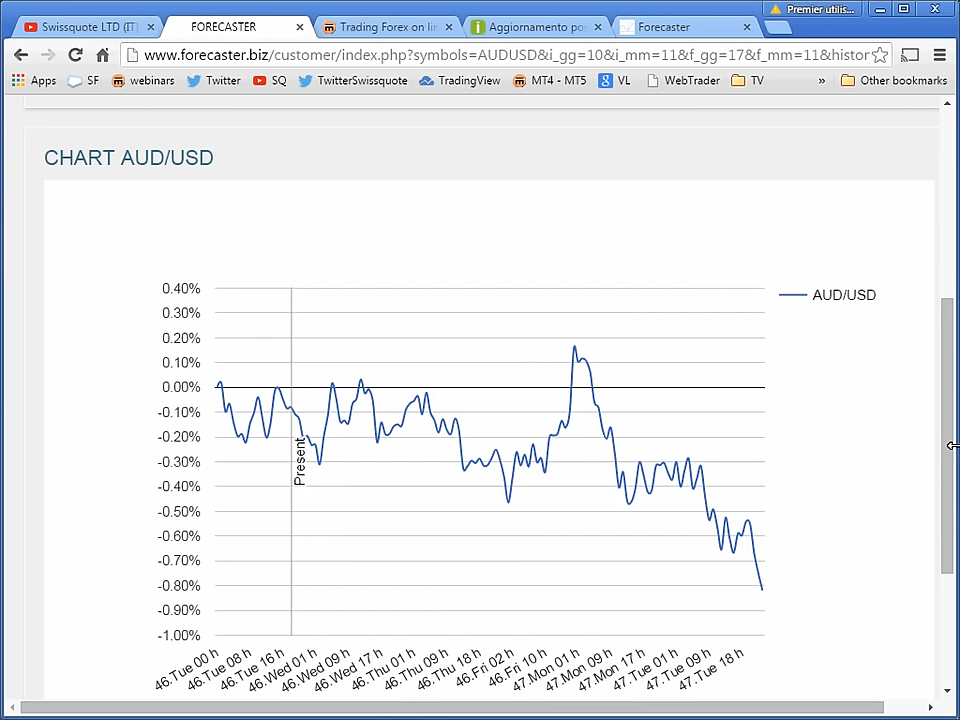 Premier utilis...
Swissquote LTD (IT)
FORECASTER
Trading Forex on lin
Aggiornamento po
Forecaster
www.forecaster.biz/customer/index.php?symbols=AUDUSD&i_gg=10&i_mm=11&f_gg=17&f_mm=11&histor
Apps SF webinars Twitter SQ TwitterSwissquote TradingView MT4 - MT5 VL WebTrader TV » Other bookmarks
CHART AUD/USD
0.40%
AUD/USD
0.30%
0.20%
0.10%
0.00%
-0.10%
-0.20%
-0.30%
-0.40%
-0.50%
-0.60%
-0.70%
-0.80%
-0.90%
-1.00%
Present
46.Tue 00 h
46.Tue 08 h
46.Tue 16 h
46.Wed 01 h
46.Wed 09 h
46.Wed 17 h
46.Thu 01 h
46.Thu 09 h
46.Thu 18 h
46.Fri 02 h
46.Fri 10 h
47.Mon 01 h
47.Mon 09 h
47.Mon 17 h
47.Tue 01 h
47.Tue 09 h
47.Tue 18 h